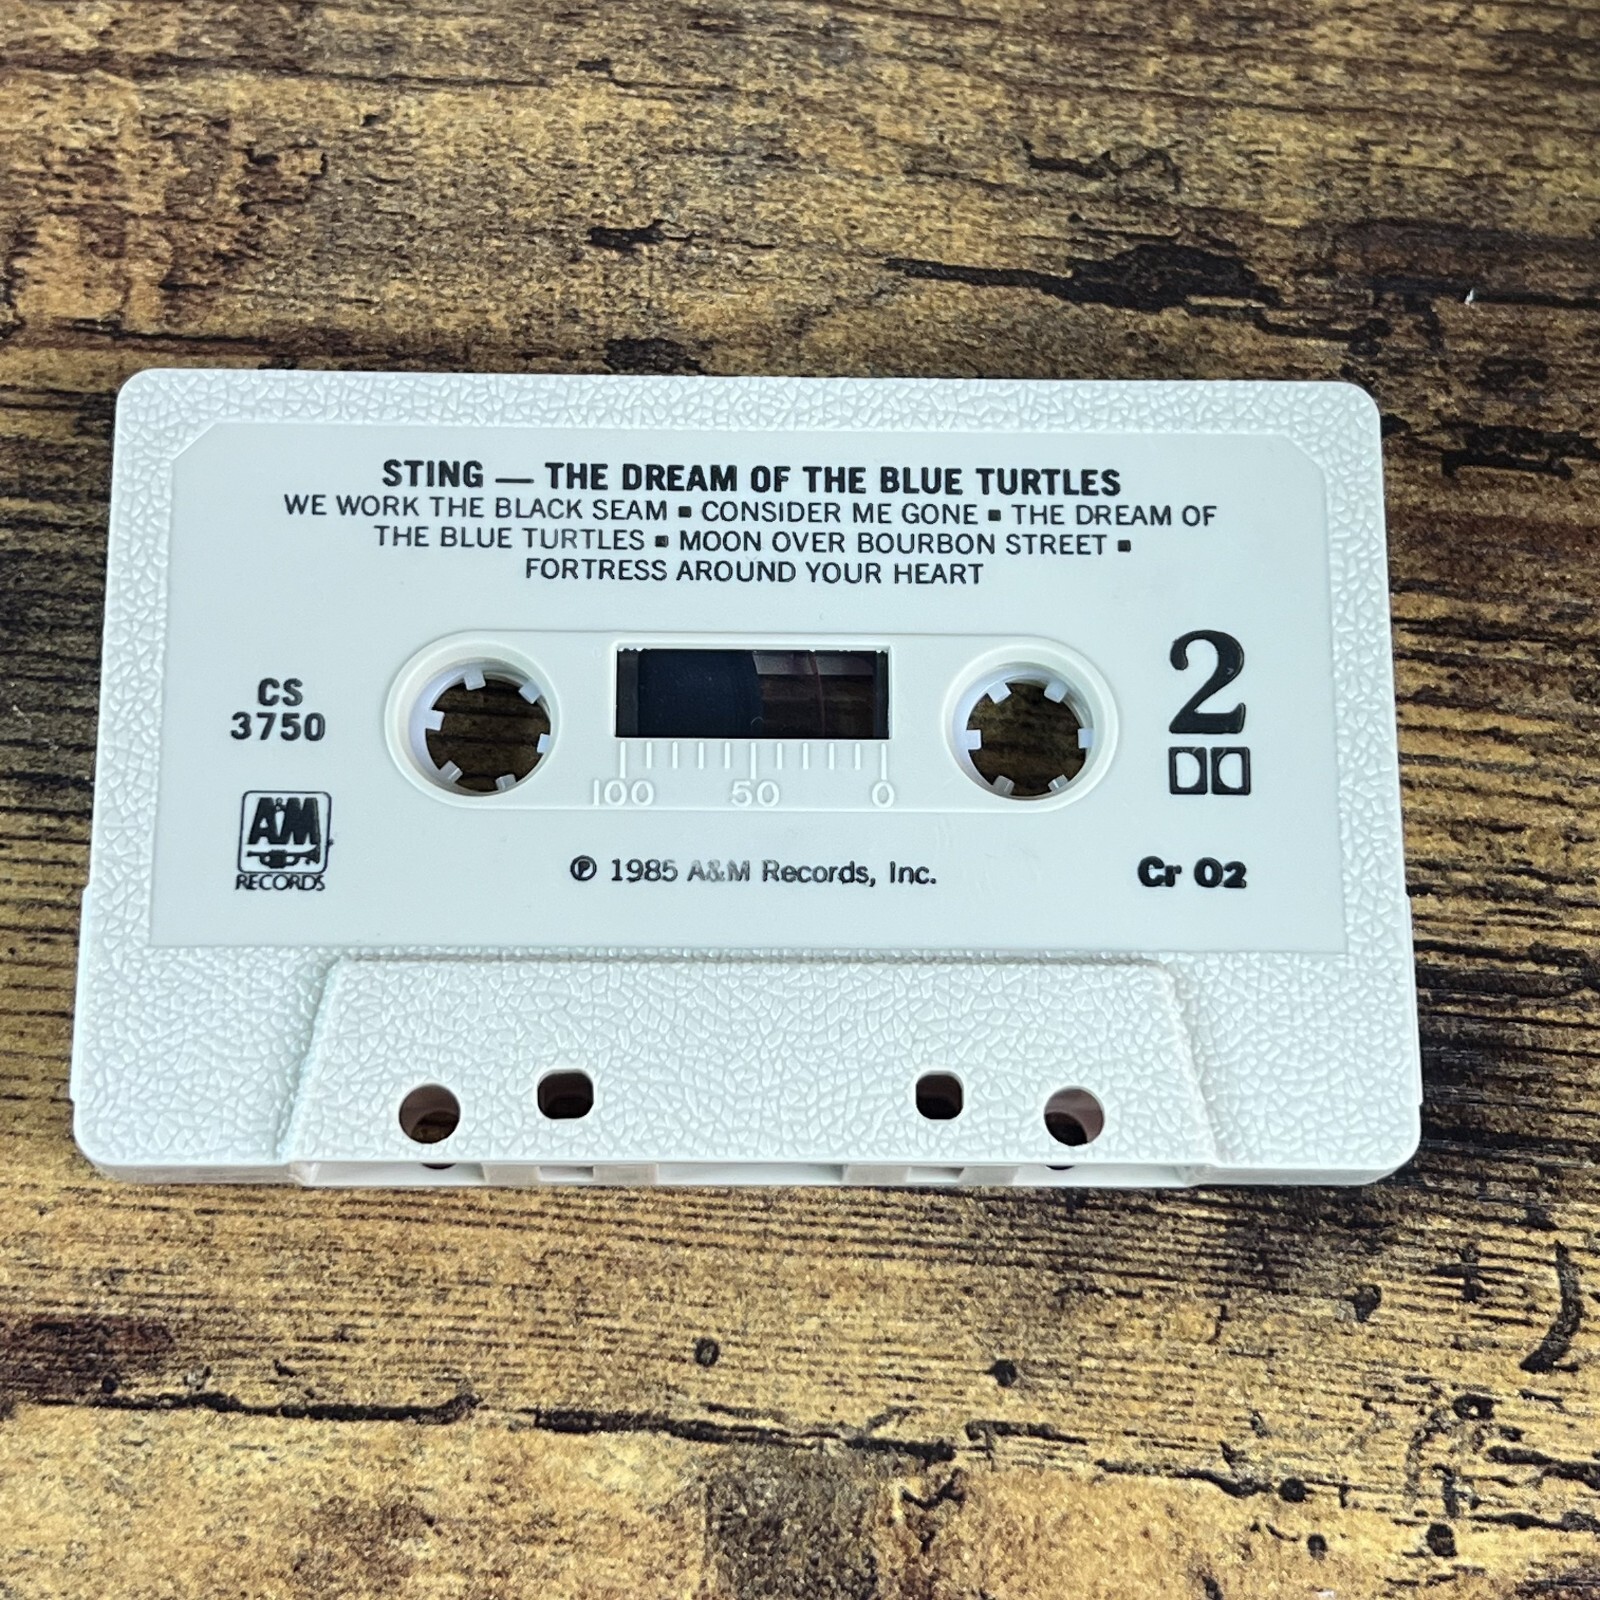 STING — THE DREAM OF THE BLUE TURTLES
WE WORK THE BLACK SEAM ▪ CONSIDER ME GONE ▪ THE DREAM OF
THE BLUE TURTLES ▪ MOON OVER BOURBON STREET ▪
FORTRESS AROUND YOUR HEART
CS
3750
2
100 50 0
A&M
RECORDS
℗ 1985 A&M Records, Inc.
Cr O2